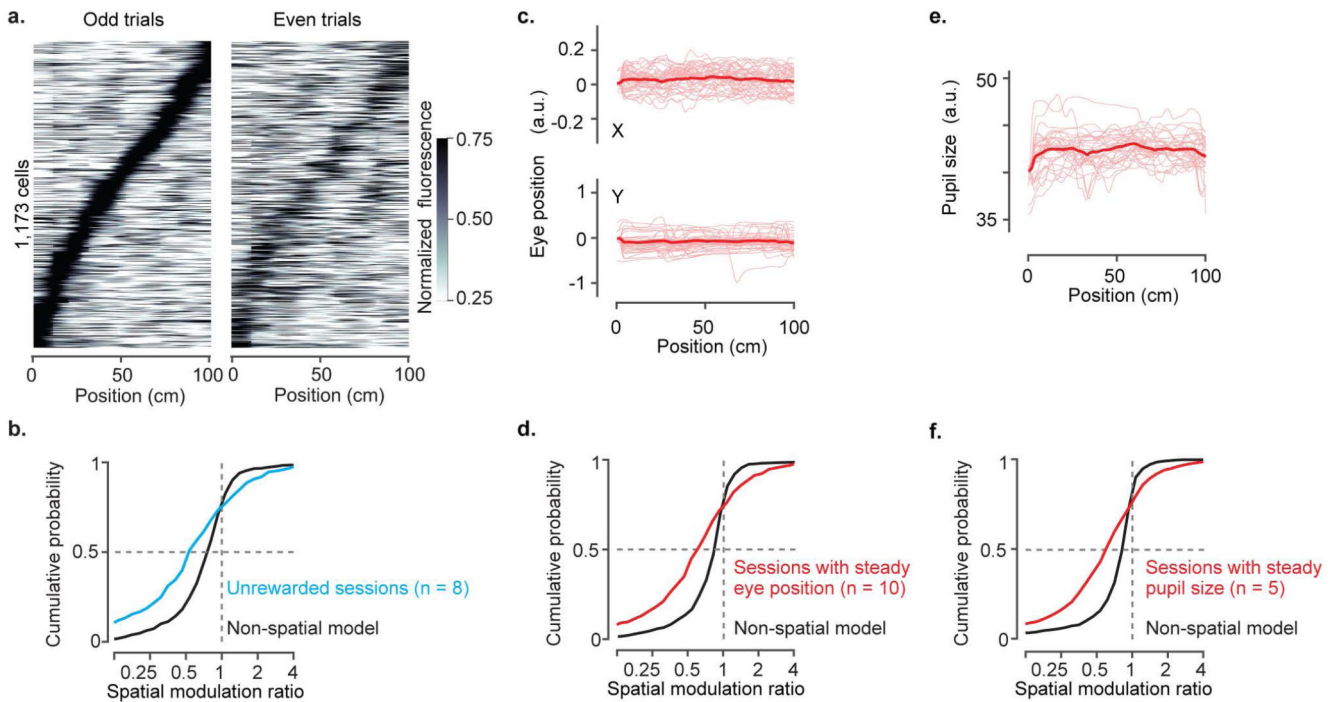 a.
Odd trials
Even trials
1,173 cells
Normalized fluorescence
0.75
0.50
0.25
0
50
100
Position (cm)
0
50
100
Position (cm)
b.
Cumulative probability
1
0.5
0
Unrewarded sessions (n = 8)
Non-spatial model
0.25
0.5
1
2
4
Spatial modulation ratio
c.
0.2
0
-0.2
X
Eye position (a.u.)
1
0
-1
Y
0
50
100
Position (cm)
d.
Cumulative probability
1
0.5
0
Sessions with steady
eye position (n = 10)
Non-spatial model
0.25
0.5
1
2
4
Spatial modulation ratio
e.
Pupil size (a.u.)
50
35
0
50
100
Position (cm)
f.
Cumulative probability
1
0.5
0
Sessions with steady
pupil size (n = 5)
Non-spatial model
0.25
0.5
1
2
4
Spatial modulation ratio